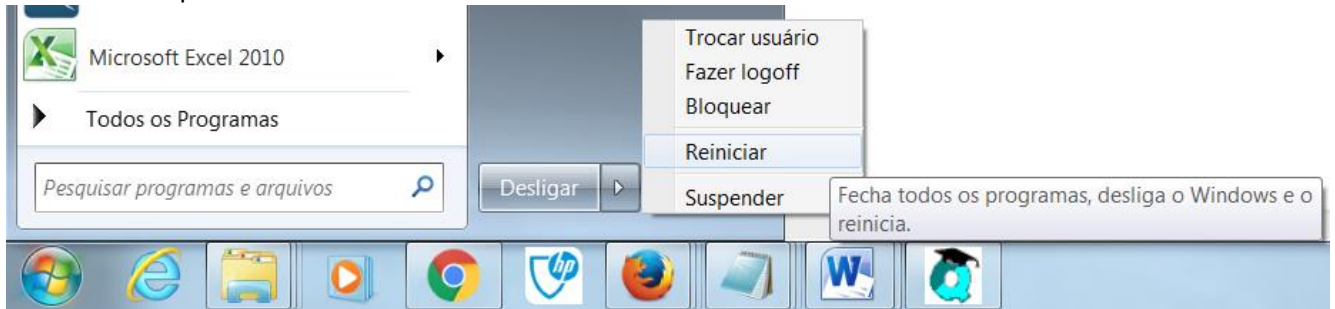 Microsoft Excel 2010
Todos os Programas
Pesquisar programas e arquivos
Desligar
Trocar usuário
Fazer logoff
Bloquear
Reiniciar
Suspender
Fecha todos os programas, desliga o Windows e o
reinicia.
hp
W